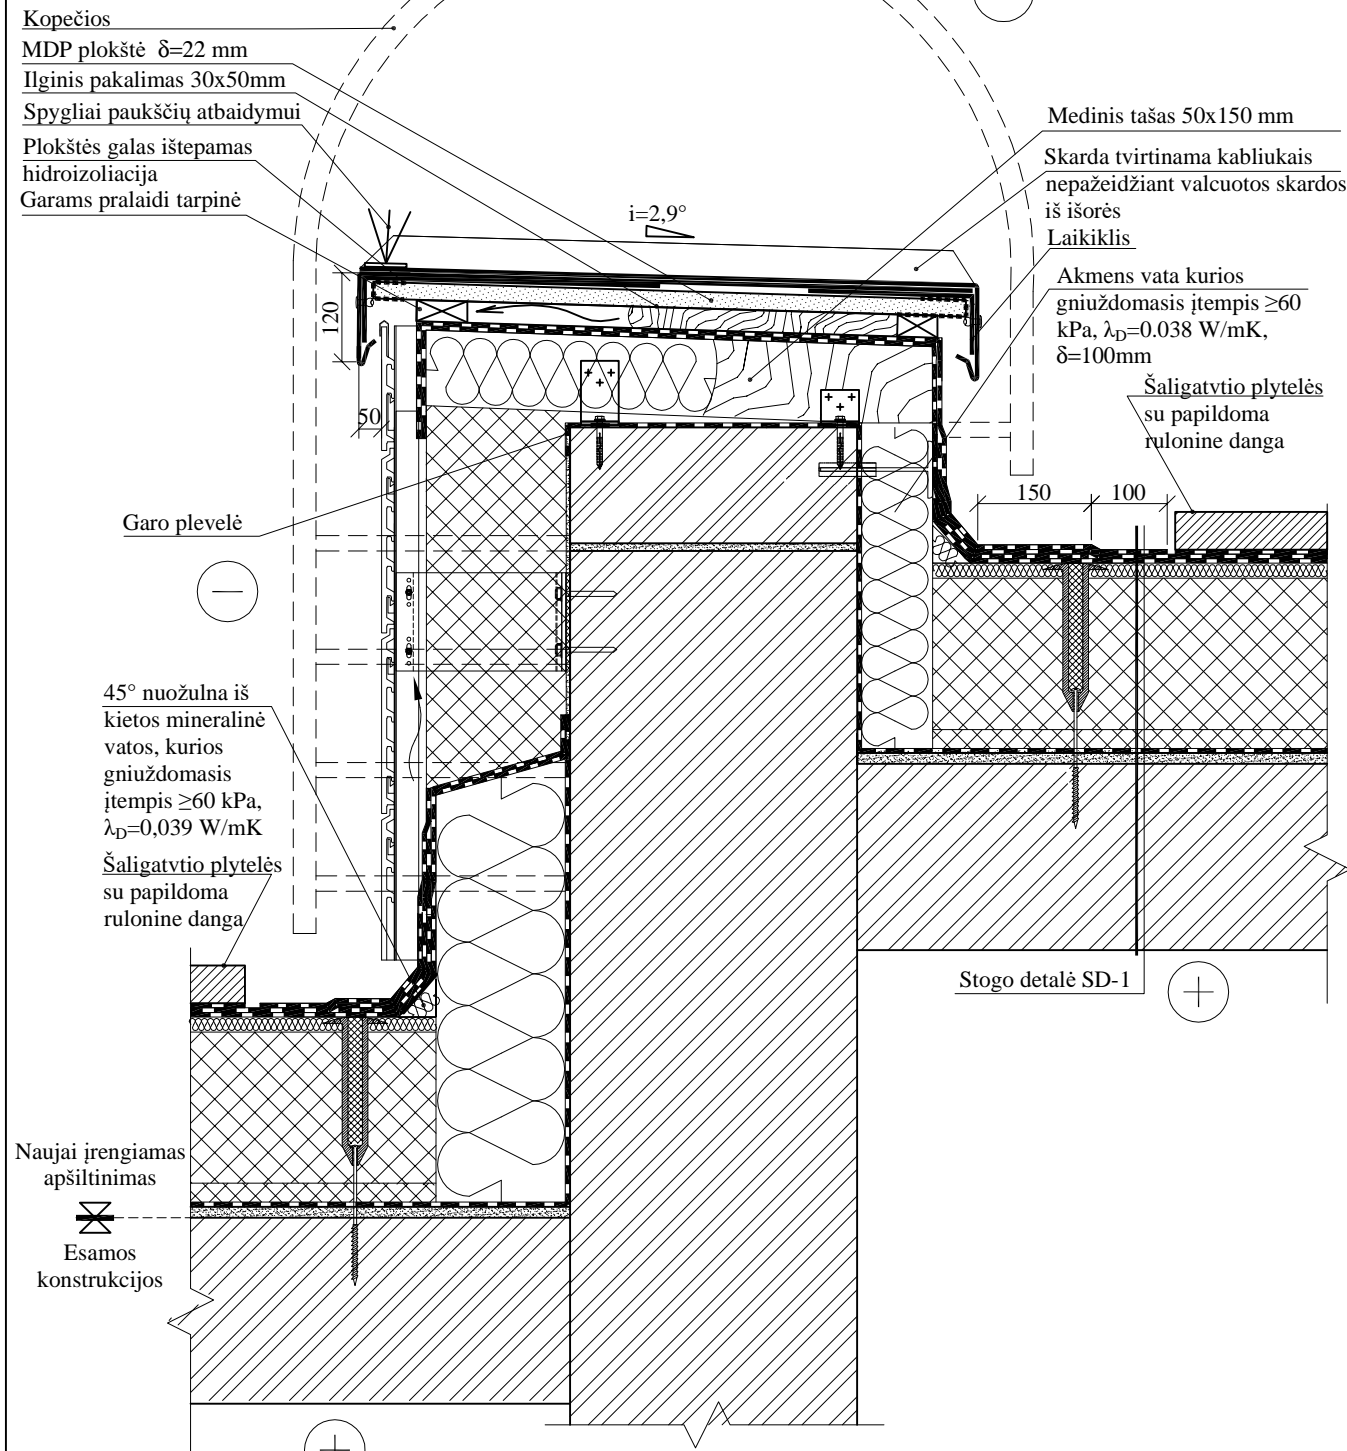 Kopečios
MDP plokštė δ=22 mm
Ilginis pakalimas 30x50mm
Spygliai paukščių atbaidymui
Plokštės galas ištepamas
hidroizoliacija
Garams pralaidi tarpinė
i=2,9°
Medinis tašas 50x150 mm
Skarda tvirtinama kabliukais
nepažeidžiant valcuotos skardos
iš išorės
Laikiklis
Akmens vata kurios
gniuždomasis įtempis ≥60
kPa, λD=0.038 W/mK,
δ=100mm
Šaligatvtio plytelės
su papildoma
rulonine danga
120
50
150
100
Garo plevelė
45° nuožulna iš
kietos mineralinė
vatos, kurios
gniuždomasis
įtempis ≥60 kPa,
λD=0,039 W/mK
Šaligatvtio plytelės
su papildoma
rulonine danga
Stogo detalė SD-1
Naujai įrengiamas
apšiltinimas
Esamos
konstrukcijos